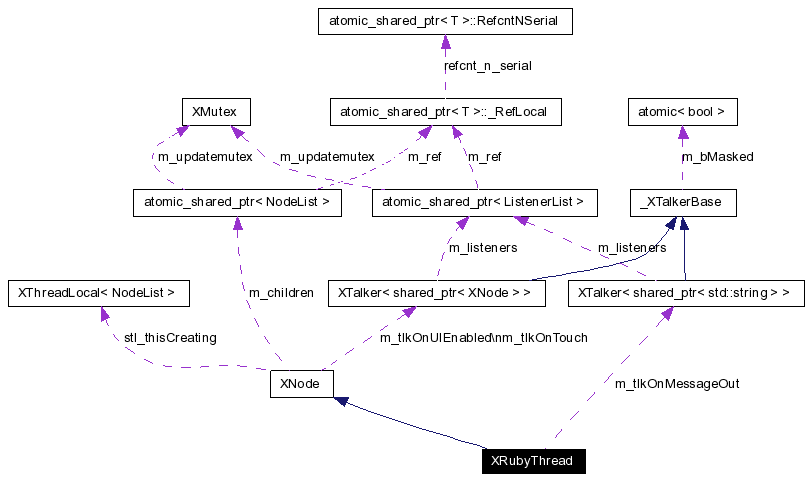 atomic_shared_ptr< T >::RefcntNSerial
refcnt_n_serial
XMutex
atomic_shared_ptr< T >::_RefLocal
atomic< bool >
m_updatemutex
m_updatemutex
m_ref
m_ref
m_bMasked
atomic_shared_ptr< NodeList >
atomic_shared_ptr< ListenerList >
_XTalkerBase
m_listeners
m_listeners
XThreadLocal< NodeList >
m_children
XTalker< shared_ptr< XNode > >
XTalker< shared_ptr< std::string > >
stl_thisCreating
m_tlkOnUIEnabled\nm_tlkOnTouch
XNode
m_tlkOnMessageOut
XRubyThread